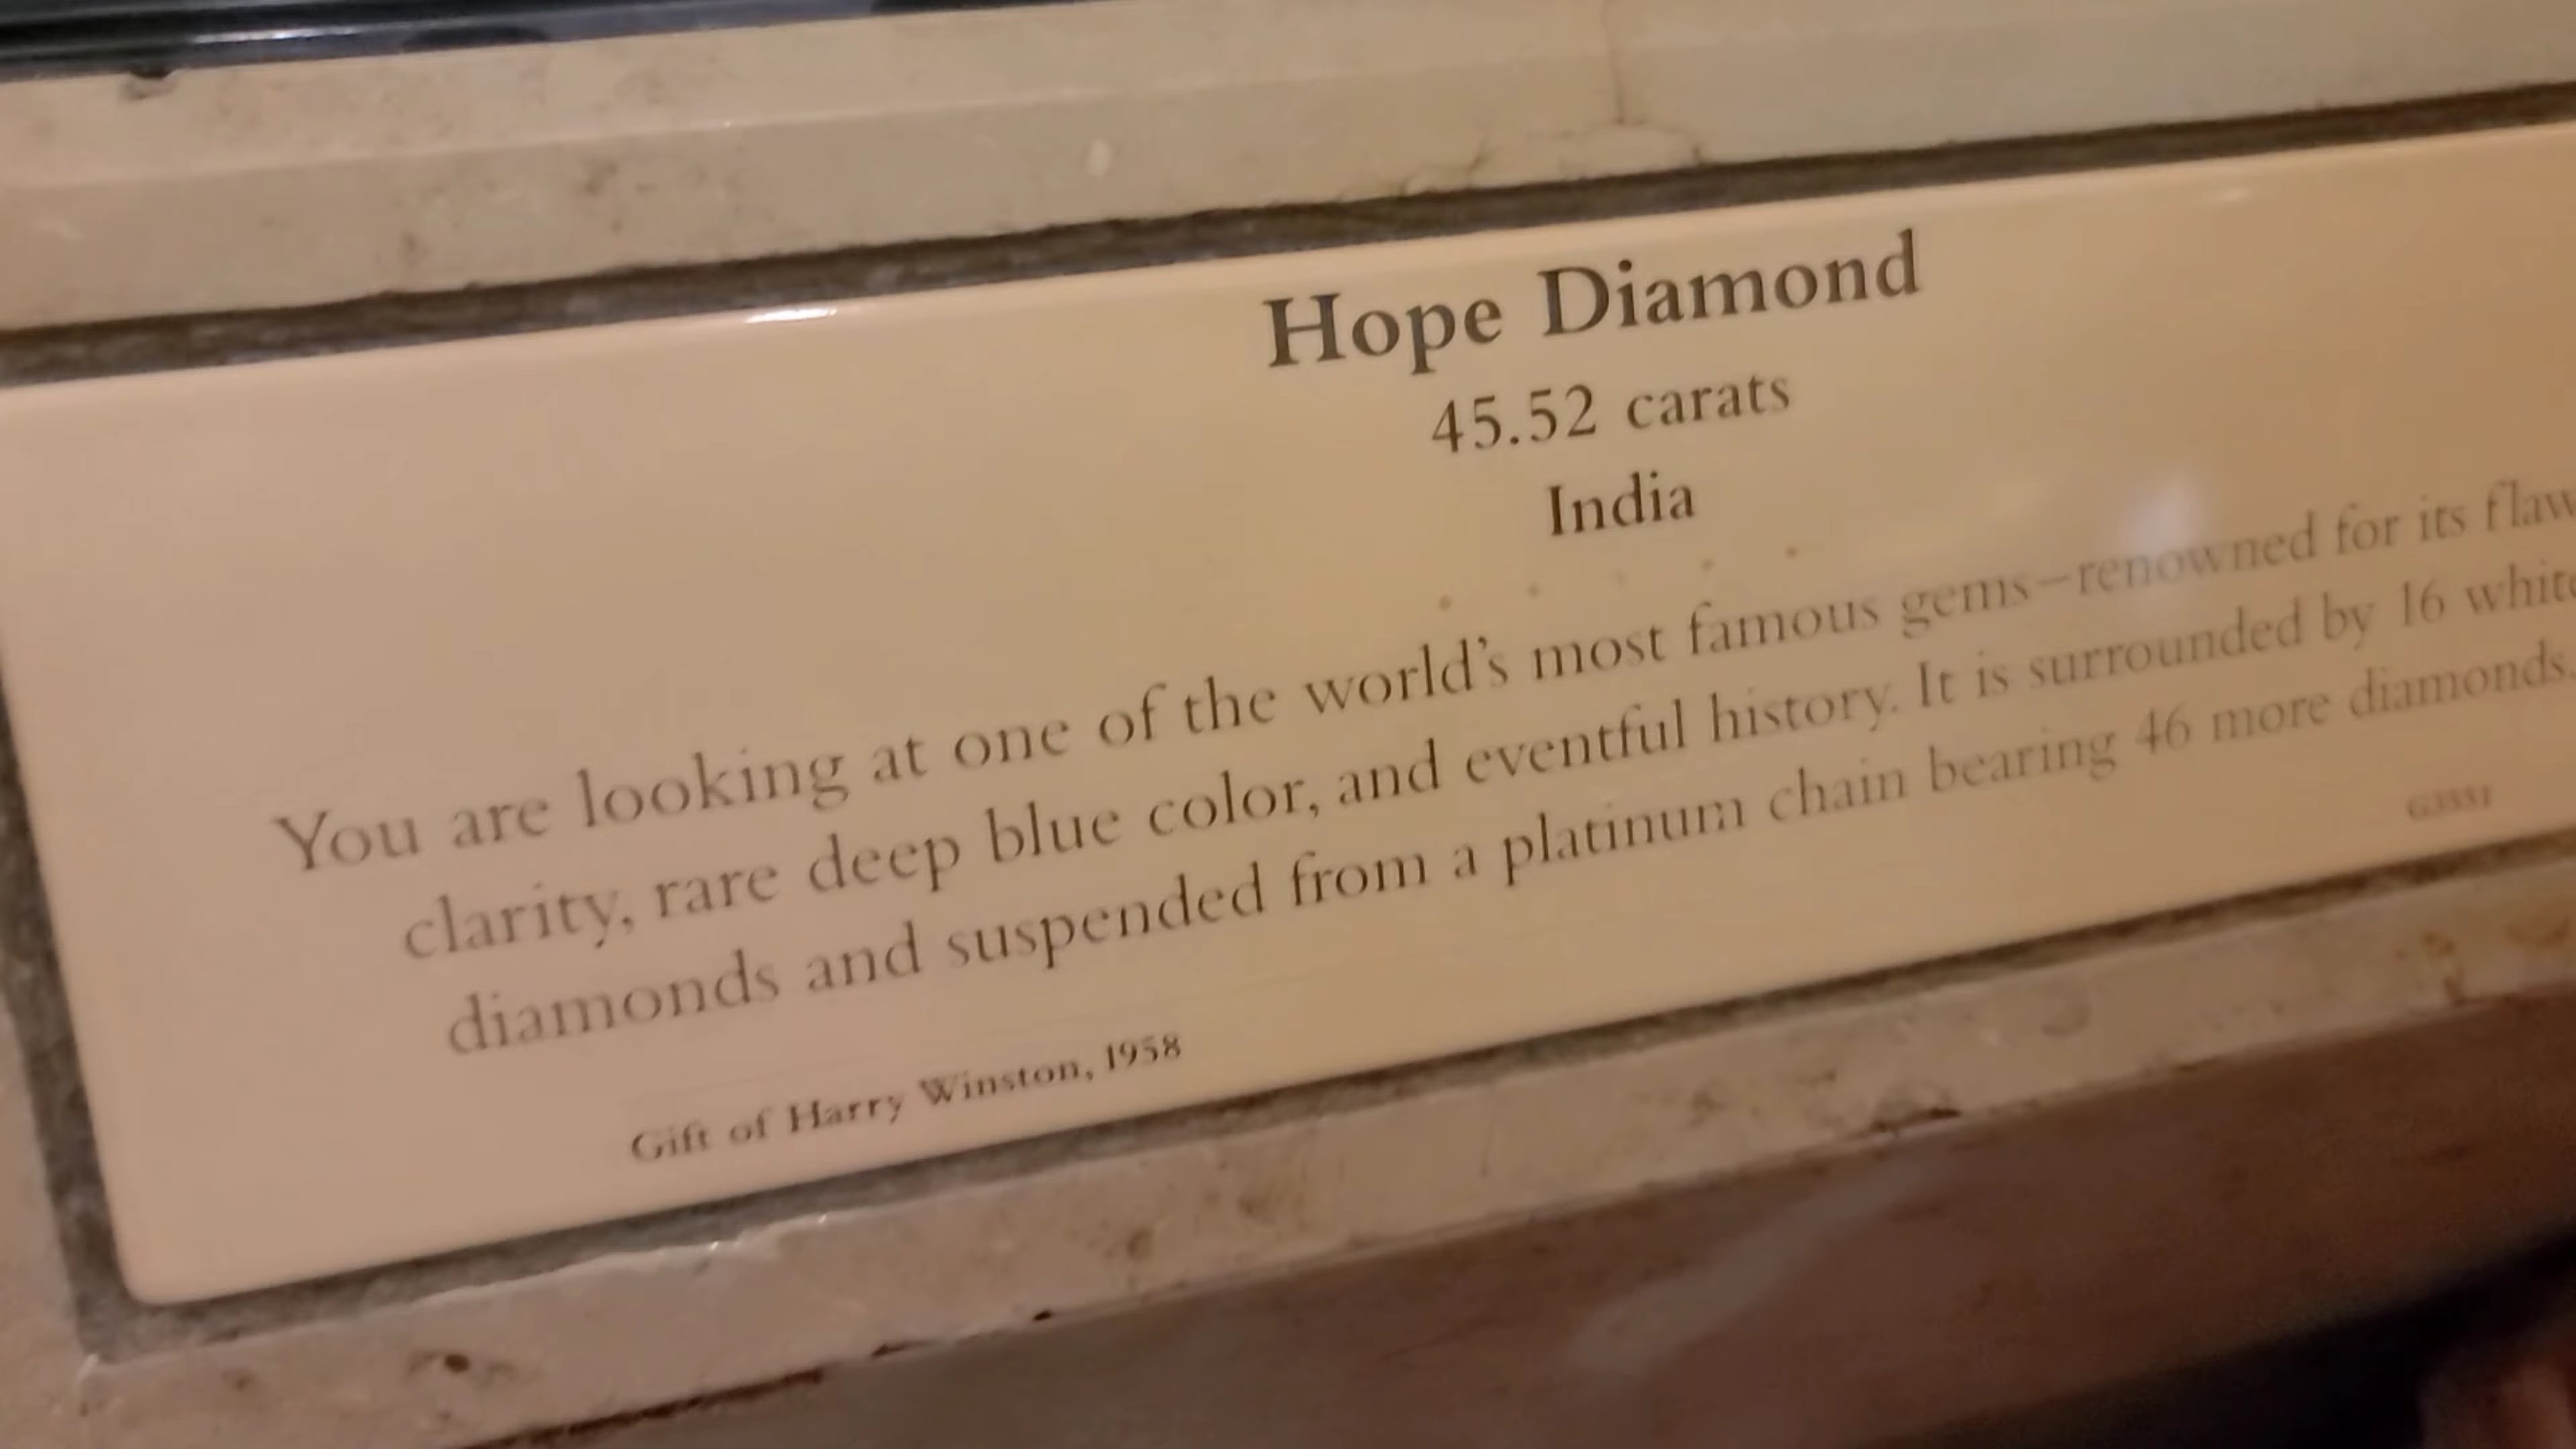 Hope Diamond
45.52 carats
India
You are looking at one of the world's most famous gems–renowned for its flaw
clarity, rare deep blue color, and eventful history. It is surrounded by 16 white
diamonds and suspended from a platinum chain bearing 46 more diamonds.
Gift of Harry Winston, 1958